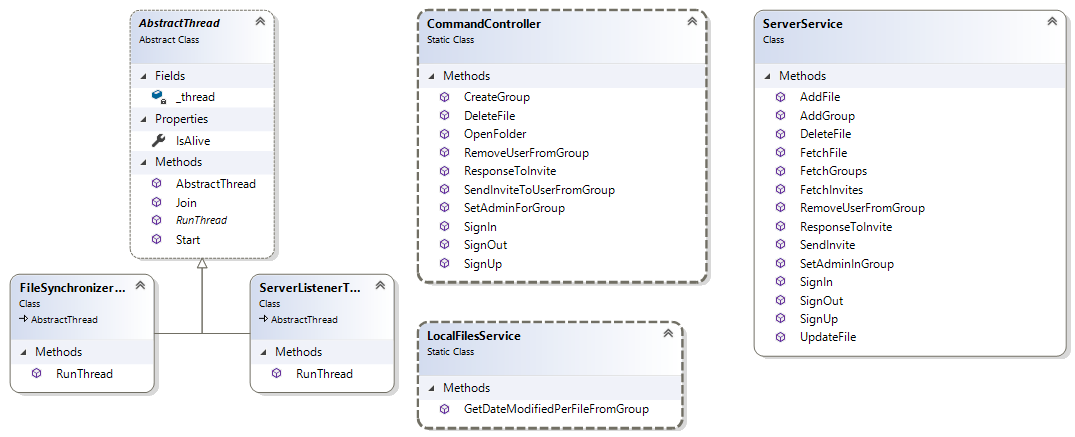 AbstractThread
Abstract Class
Fields
_thread
Properties
IsAlive
Methods
AbstractThread
Join
RunThread
Start
FileSynchronizer...
Class
AbstractThread
Methods
RunThread
ServerListenerT...
Class
AbstractThread
Methods
RunThread
CommandController
Static Class
Methods
CreateGroup
DeleteFile
OpenFolder
RemoveUserFromGroup
ResponseToInvite
SendInviteToUserFromGroup
SetAdminForGroup
SignIn
SignOut
SignUp
LocalFilesService
Static Class
Methods
GetDateModifiedPerFileFromGroup
ServerService
Class
Methods
AddFile
AddGroup
DeleteFile
FetchFile
FetchGroups
FetchInvites
RemoveUserFromGroup
ResponseToInvite
SendInvite
SetAdminInGroup
SignIn
SignOut
SignUp
UpdateFile